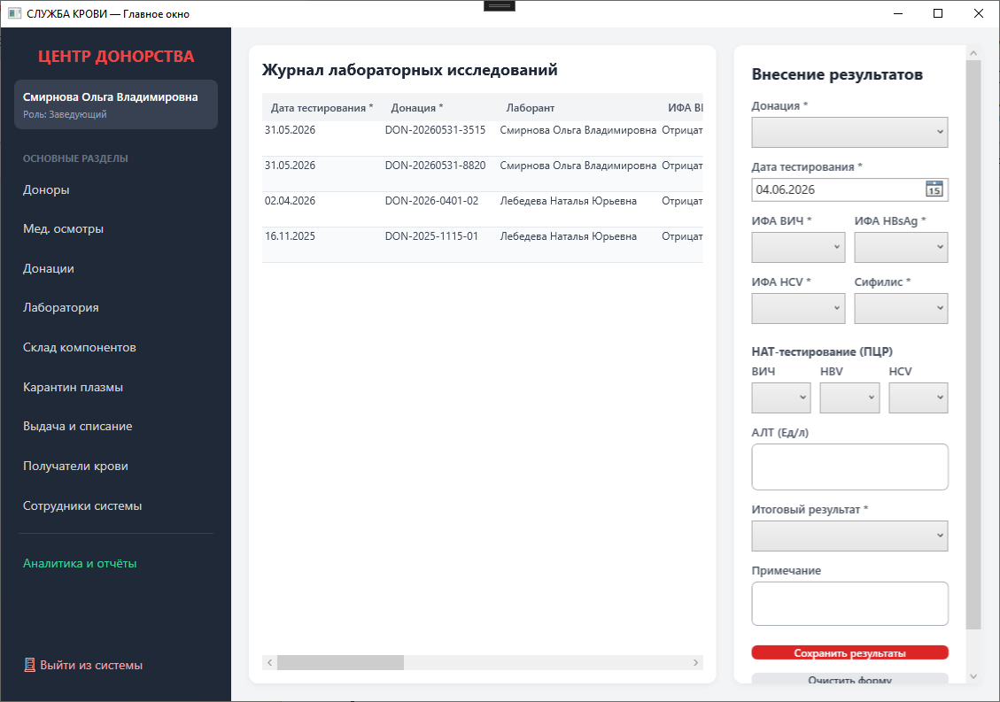 СЛУЖБА КРОВИ — Главное окно
ЦЕНТР ДОНОРСТВА
Смирнова Ольга Владимировна
Роль: Заведующий
ОСНОВНЫЕ РАЗДЕЛЫ
Доноры
Мед. осмотры
Донации
Лаборатория
Склад компонентов
Карантин плазмы
Выдача и списание
Получатели крови
Сотрудники системы
Аналитика и отчёты
Выйти из системы
Журнал лабораторных исследований
Дата тестирования * Донация * Лаборант ИФА ВИ
31.05.2026 DON-20260531-3515 Смирнова Ольга Владимировна Отрицат
31.05.2026 DON-20260531-8820 Смирнова Ольга Владимировна Отрицат
02.04.2026 DON-2026-0401-02 Лебедева Наталья Юрьевна Отрицат
16.11.2025 DON-2025-1115-01 Лебедева Наталья Юрьевна Отрицат
Внесение результатов
Донация *
Дата тестирования *
04.06.2026 15
ИФА ВИЧ * ИФА HBsAg *
ИФА HCV * Сифилис *
НАТ-тестирование (ПЦР)
ВИЧ HBV HCV
АЛТ (Ед/л)
Итоговый результат *
Примечание
Сохранить результаты
Очистить форму